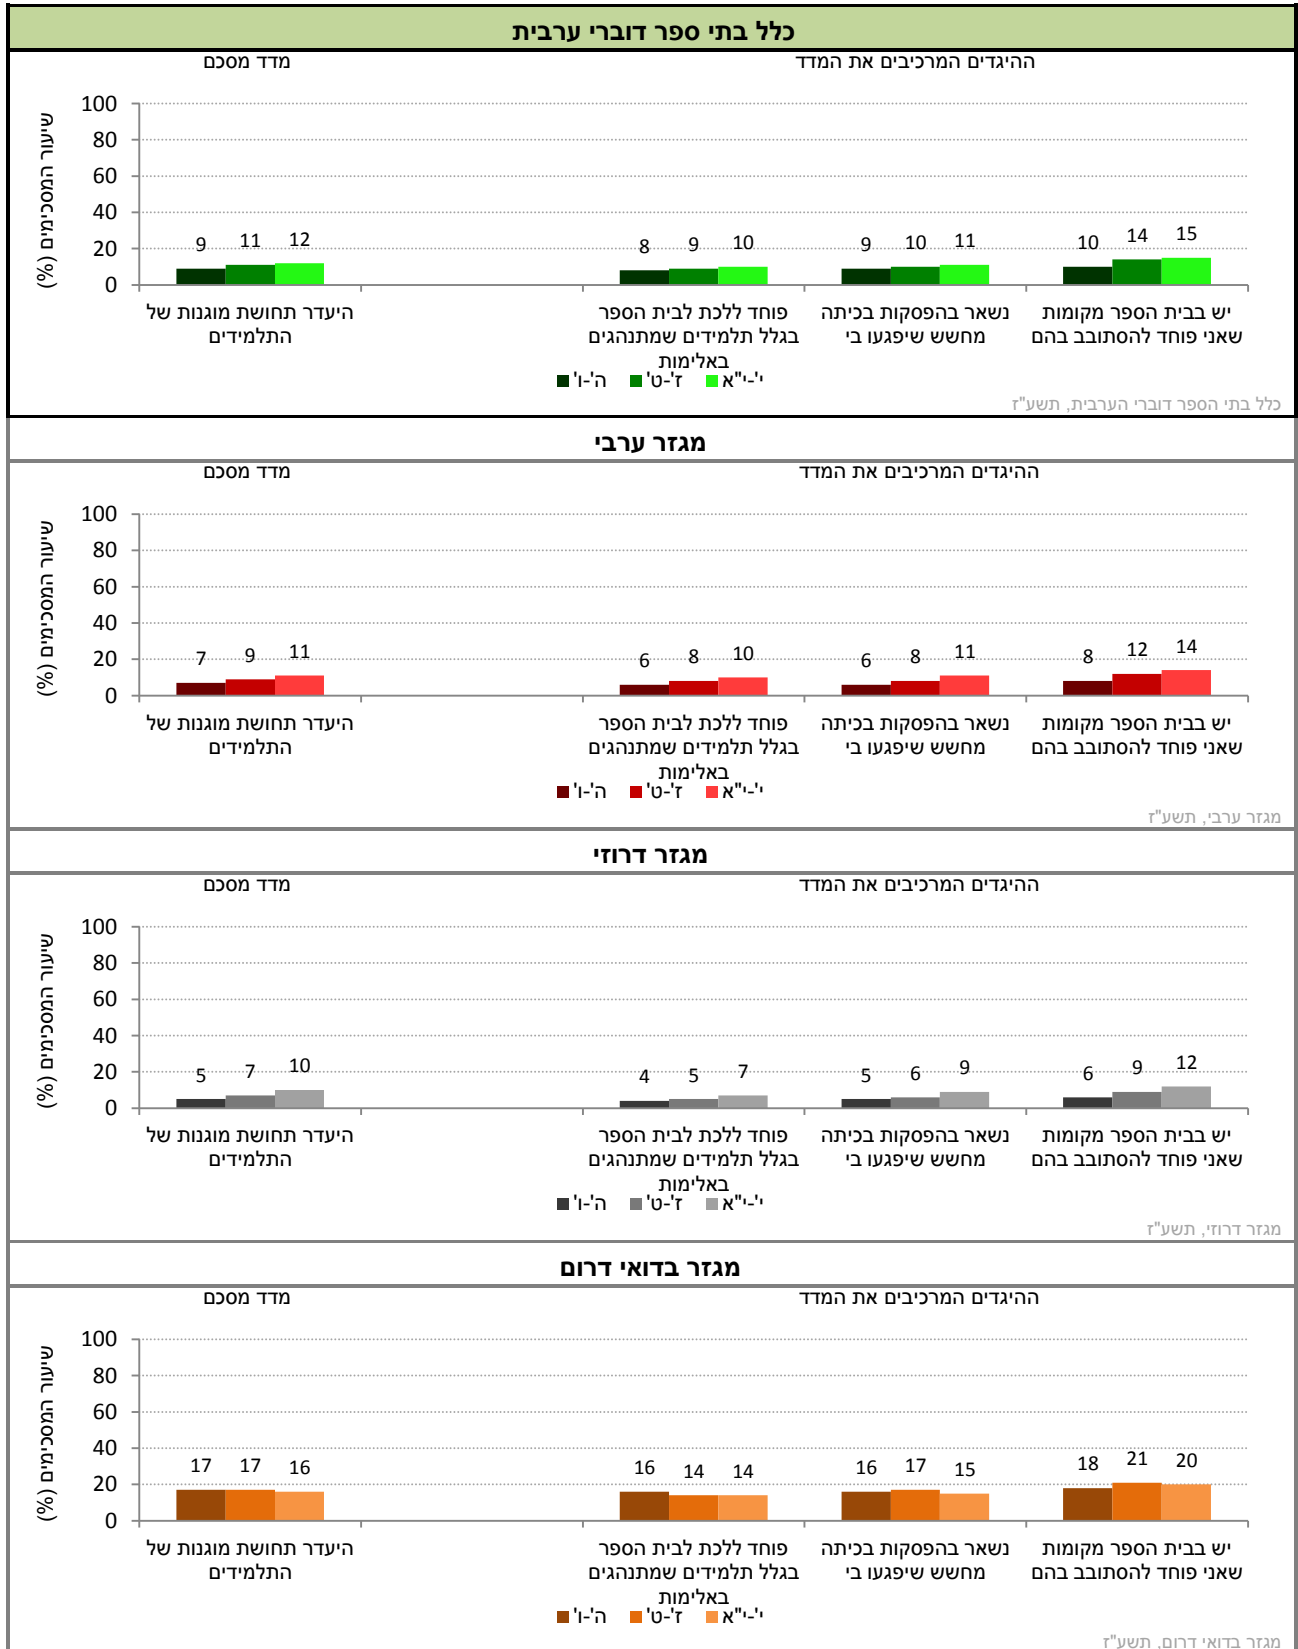 כלל בתי ספר דוברי ערבית
מדד מסכם
ההיגדים המרכיבים את המדד
שיעור המסכימים (%)
100
80
60
40
20
0
9 11 12
8 9 10
9 10 11
10 14 15
היעדר תחושת מוגנות של
התלמידים
פוחד ללכת לבית הספר
בגלל תלמידים שמתנהגים
באלימות
נשאר בהפסקות בכיתה
מחשש שיפגעו בי
יש בבית הספר מקומות
שאני פוחד להסתובב בהם
ה'-ו' ז'-ט' י'-י"א
כלל בתי הספר דוברי הערבית, תשע"ז
מגזר ערבי
מדד מסכם
ההיגדים המרכיבים את המדד
שיעור המסכימים (%)
100
80
60
40
20
0
7 9 11
6 8 10
6 8 11
8 12 14
היעדר תחושת מוגנות של
התלמידים
פוחד ללכת לבית הספר
בגלל תלמידים שמתנהגים
באלימות
נשאר בהפסקות בכיתה
מחשש שיפגעו בי
יש בבית הספר מקומות
שאני פוחד להסתובב בהם
ה'-ו' ז'-ט' י'-י"א
מגזר ערבי, תשע"ז
מגזר דרוזי
מדד מסכם
ההיגדים המרכיבים את המדד
שיעור המסכימים (%)
100
80
60
40
20
0
5 7 10
4 5 7
5 6 9
6 9 12
היעדר תחושת מוגנות של
התלמידים
פוחד ללכת לבית הספר
בגלל תלמידים שמתנהגים
באלימות
נשאר בהפסקות בכיתה
מחשש שיפגעו בי
יש בבית הספר מקומות
שאני פוחד להסתובב בהם
ה'-ו' ז'-ט' י'-י"א
מגזר דרוזי, תשע"ז
מגזר בדואי דרום
מדד מסכם
ההיגדים המרכיבים את המדד
שיעור המסכימים (%)
100
80
60
40
20
0
17 17 16
16 14 14
16 17 15
18 21 20
היעדר תחושת מוגנות של
התלמידים
פוחד ללכת לבית הספר
בגלל תלמידים שמתנהגים
באלימות
נשאר בהפסקות בכיתה
מחשש שיפגעו בי
יש בבית הספר מקומות
שאני פוחד להסתובב בהם
ה'-ו' ז'-ט' י'-י"א
מגזר בדואי דרום, תשע"ז